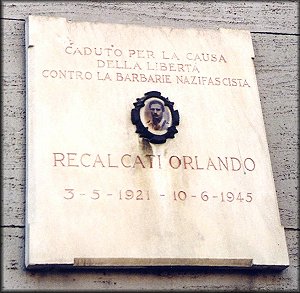 CADUTO PER LA CAUSA
DELLA LIBERTÀ
CONTRO LA BARBARIE NAZIFASCISTA
RECALCATI ORLANDO
3-5-1921-10-6-1945